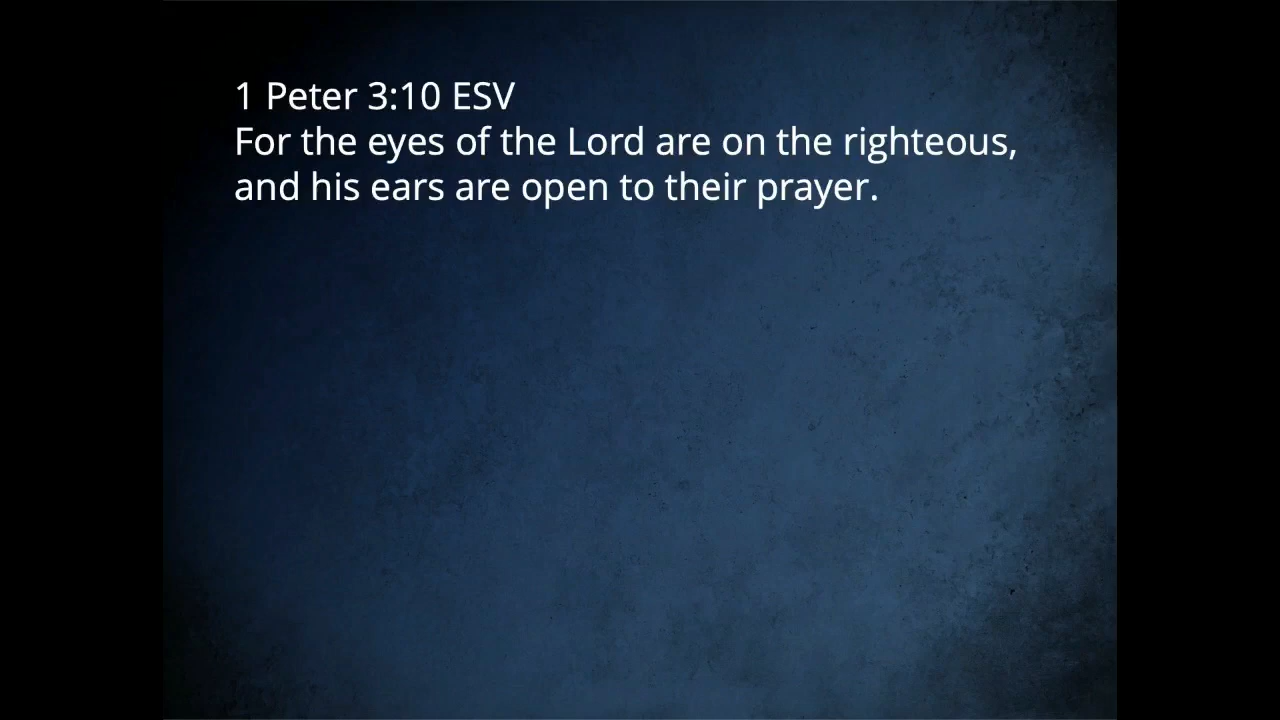 1 Peter 3:10 ESV
For the eyes of the Lord are on the righteous,
and his ears are open to their prayer.